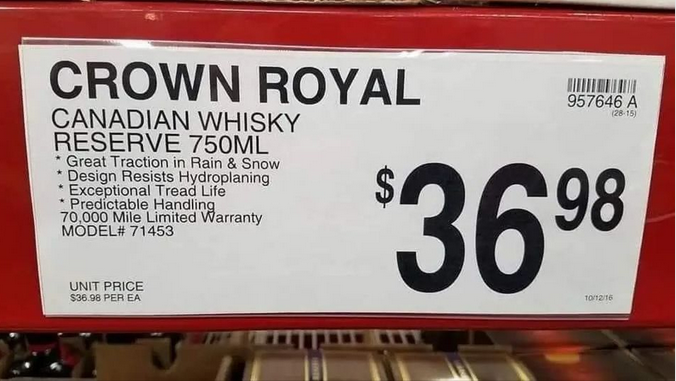 CROWN ROYAL
CANADIAN WHISKY
RESERVE 750ML
* Great Traction in Rain & Snow
* Design Resists Hydroplaning
* Exceptional Tread Life
* Predictable Handling
70,000 Mile Limited Warranty
MODEL# 71453
UNIT PRICE
$36.98 PER EA
957646 A
(28-15)
$36 98
10/12/16